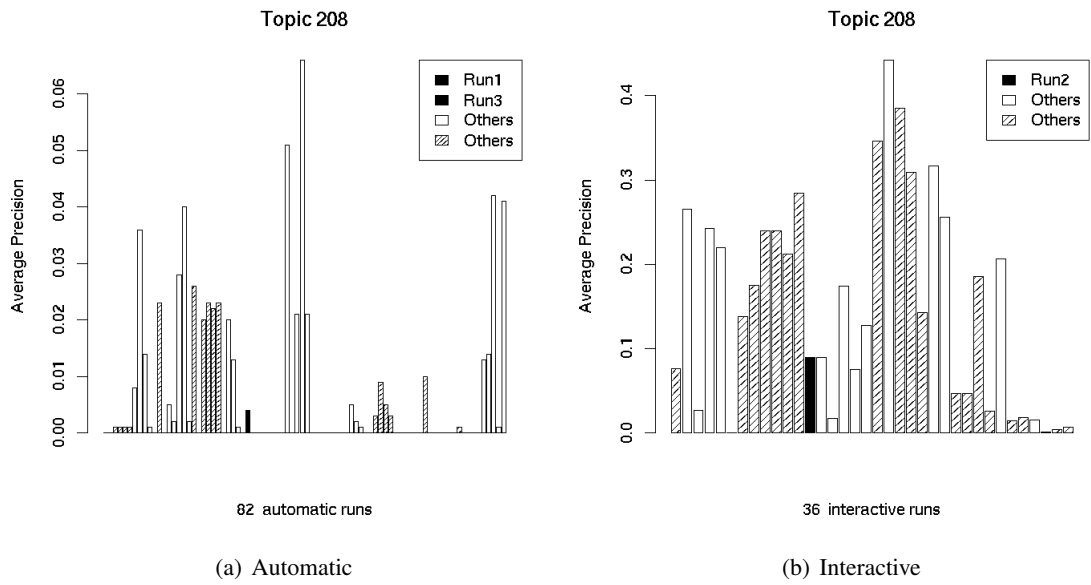 Topic 208
Average Precision
0.06
0.05
0.04
0.03
0.02
0.01
0.00
Run1
Run3
Others
Others
82 automatic runs
(a) Automatic
Topic 208
Average Precision
0.4
0.3
0.2
0.1
0.0
Run2
Others
Others
36 interactive runs
(b) Interactive